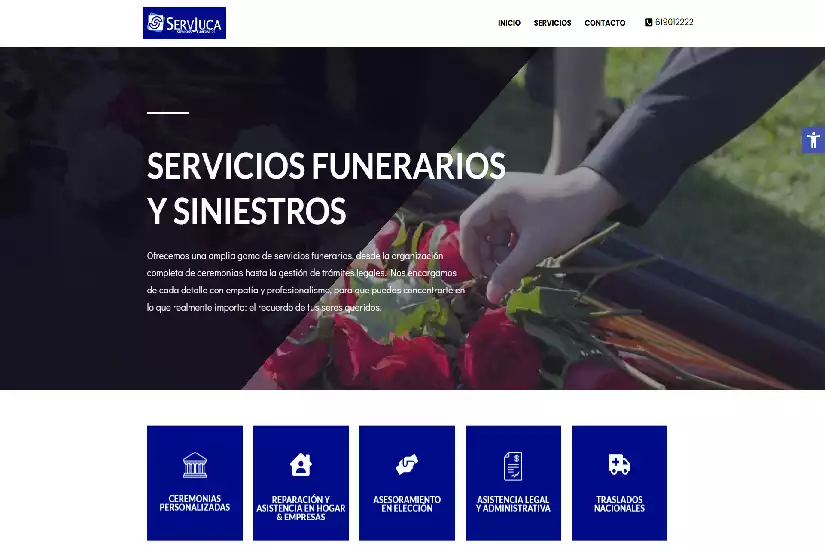 SERVJUCA
INICIO
SERVICIOS
CONTACTO
619012222
SERVICIOS FUNERARIOS
Y SINIESTROS
Ofrecemos una amplia gama de servicios funerarios, desde la organización
completa de ceremonias hasta la gestión de trámites legales. Nos encargamos
de cada detalle con empatía y profesionalismo, para que puedas concentrarte en
lo que realmente importa: el recuerdo de tus seres queridos.
CEREMONIAS
PERSONALIZADAS
REPARACIÓN Y
ASISTENCIA EN HOGAR
& EMPRESAS
ASESORAMIENTO
EN ELECCIÓN
ASISTENCIA LEGAL
Y ADMINISTRATIVA
TRASLADOS
NACIONALES